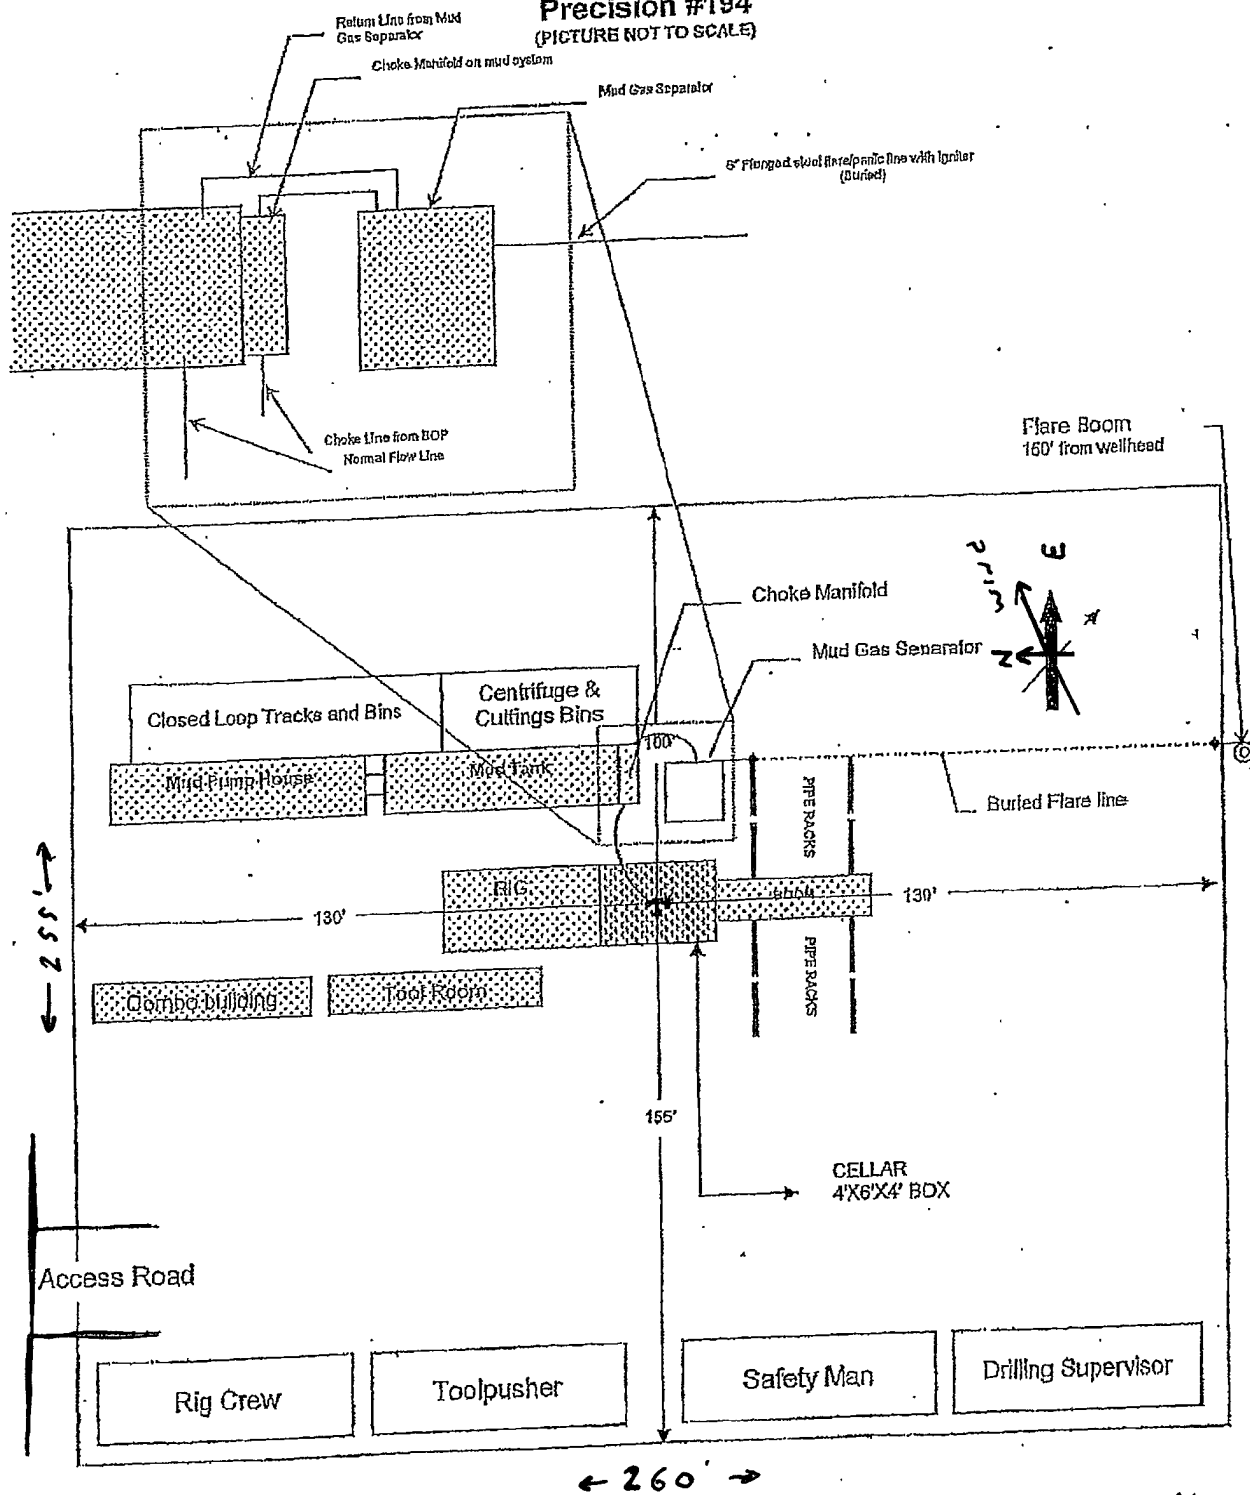 Precision #194
(PICTURE NOT TO SCALE)
Return Line from Mud
Gas Separator
Choke Manifold on mud system
Mud Gas Separator
6" Flanged steel flare/panic line with Igniter
(Buried)
Choke Line from BOP
Normal Flow Line
Flare Boom
150' from wellhead
E
Prim
N
Choke Manifold
Mud Gas Separator
Closed Loop Tracks and Bins
Centrifuge &
Cuttings Bins
100'
Mud Pump House
Mud Tank
PIPE RACKS
Buried Flare line
RIG
130'
130'
← 255' →
Combo building
Tool Room
PIPE RACKS
155'
CELLAR
4'X6'X4' BOX
Access Road
Rig Crew
Toolpusher
Safety Man
Drilling Supervisor
← 260' →